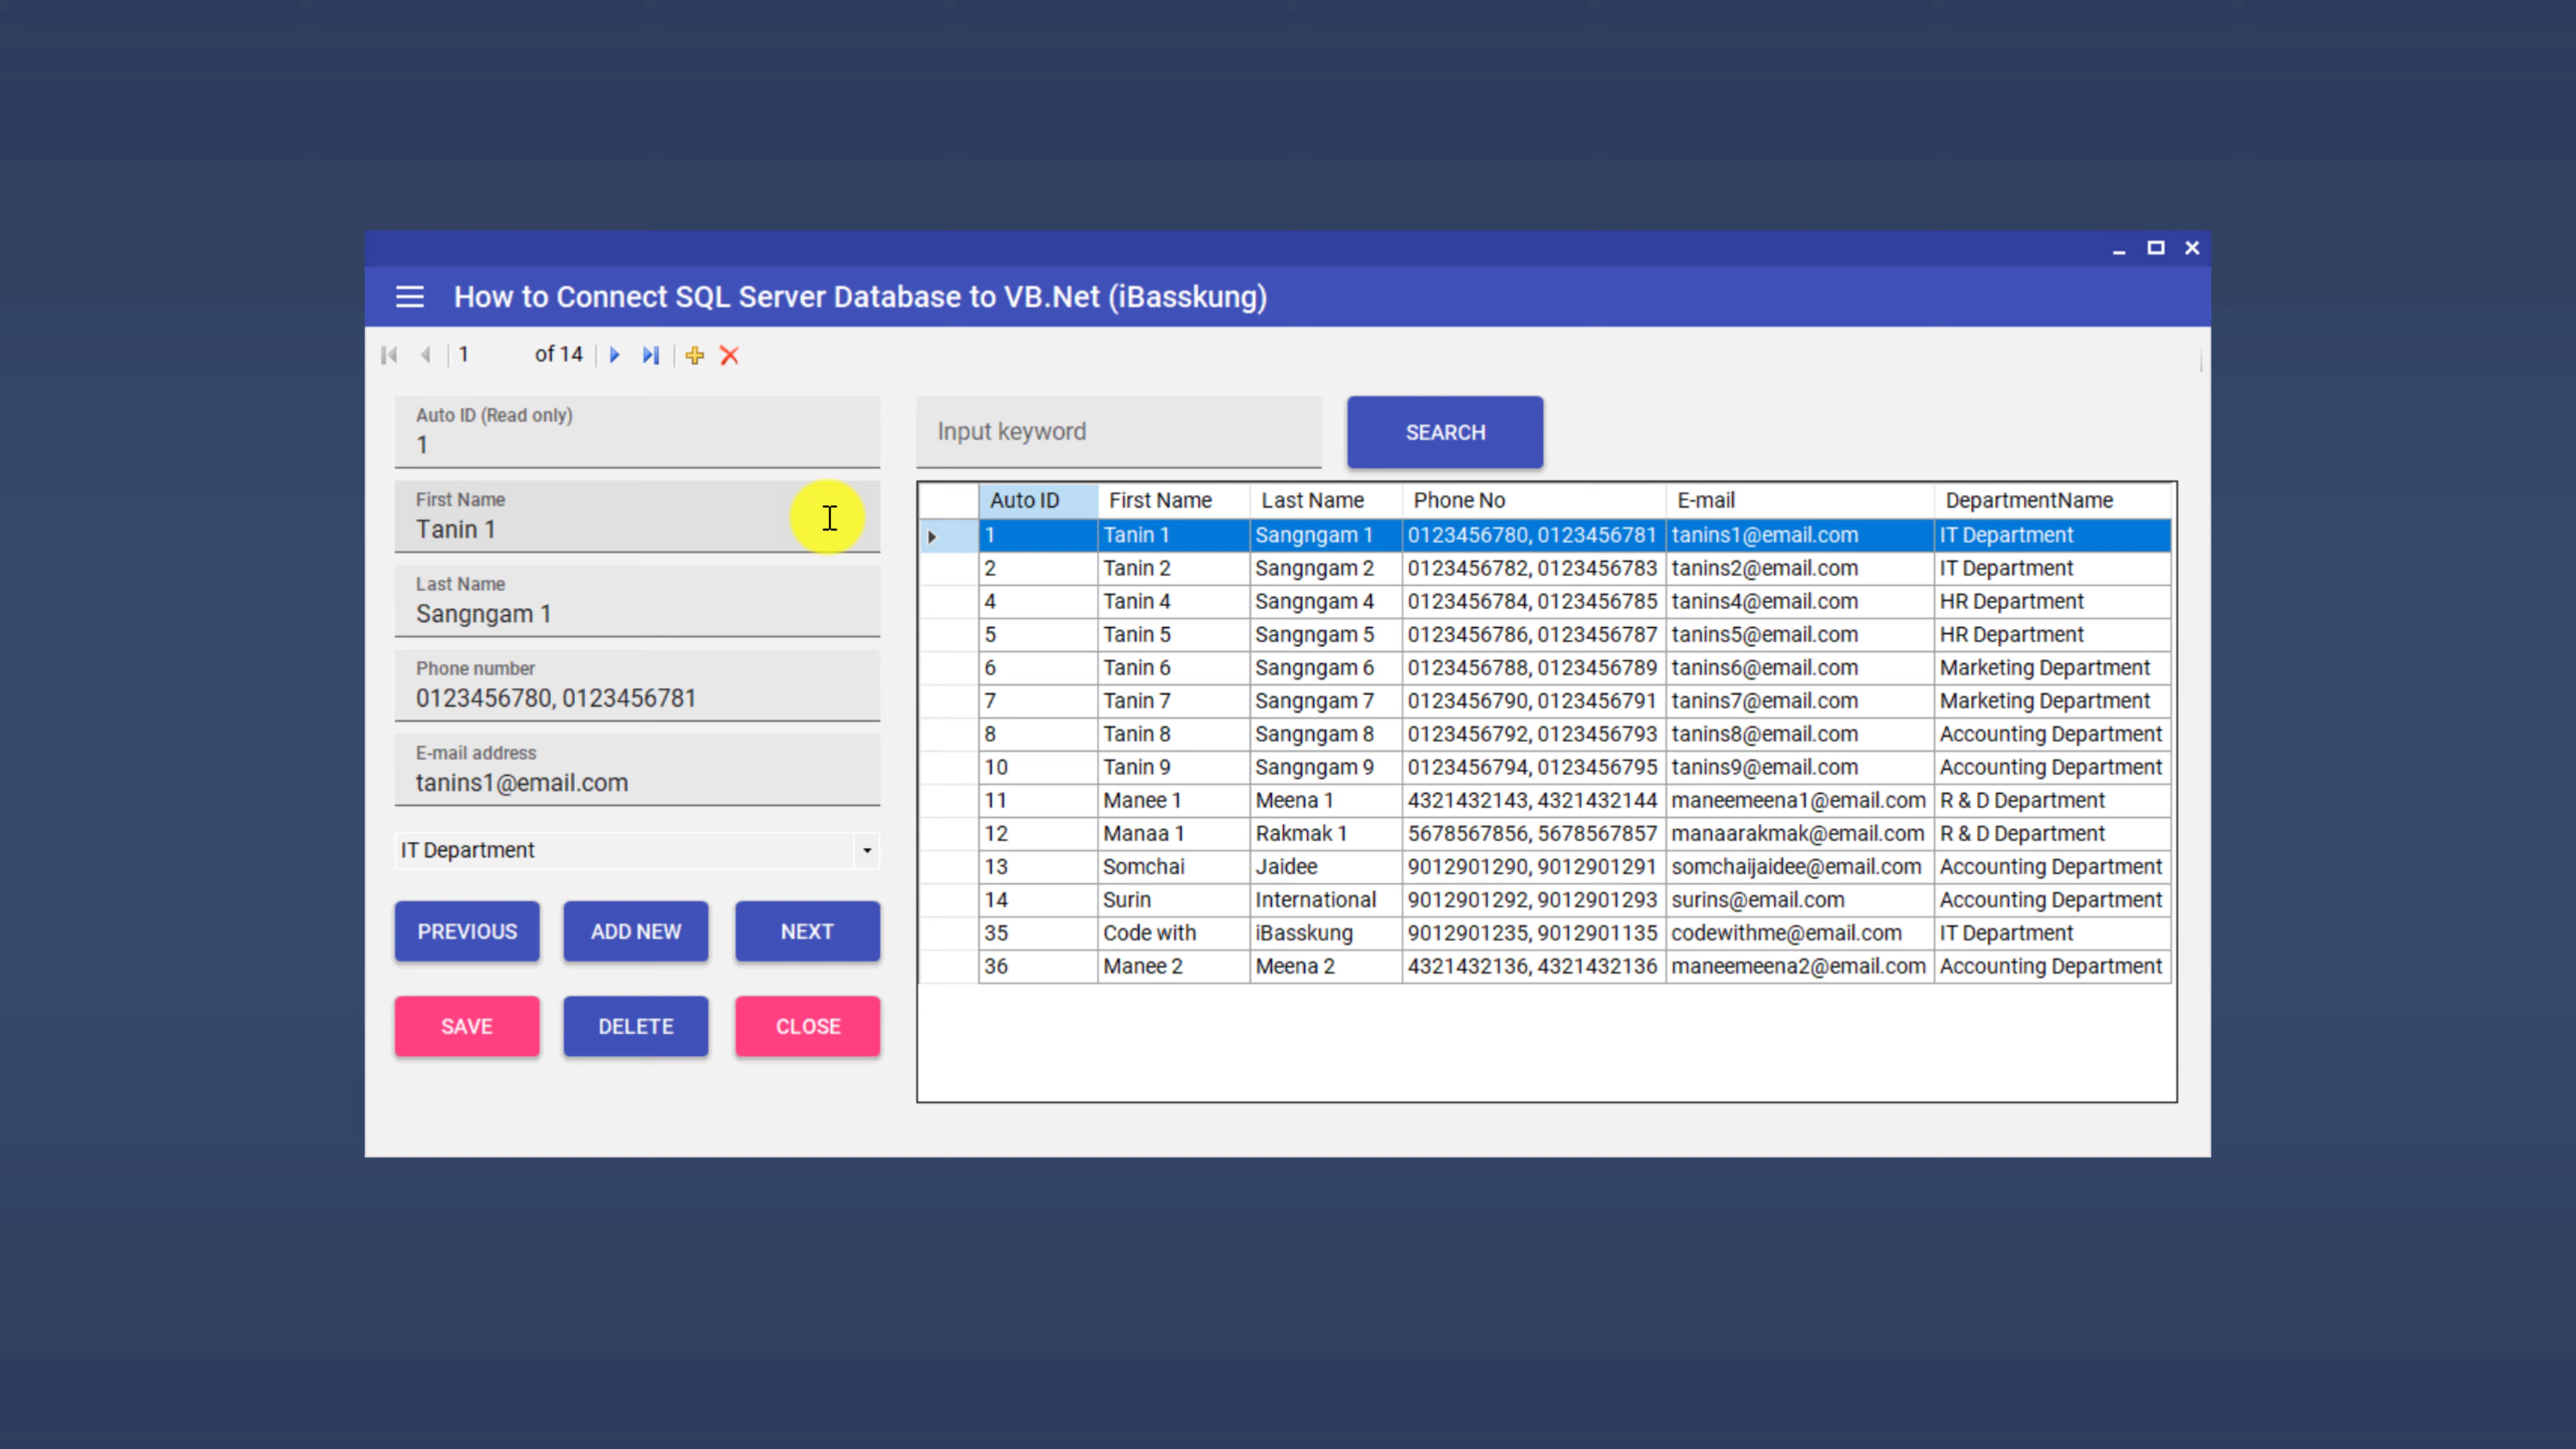 How to Connect SQL Server Database to VB.Net (iBasskung)
1 of 14
Auto ID (Read only)
1
First Name
Tanin 1
Last Name
Sangngam 1
Phone number
0123456780, 0123456781
E-mail address
tanins1@email.com
IT Department
PREVIOUS ADD NEW NEXT
SAVE DELETE CLOSE
Input keyword SEARCH
Auto ID First Name Last Name Phone No E-mail DepartmentName
1 Tanin 1 Sangngam 1 0123456780, 0123456781 tanins1@email.com IT Department
2 Tanin 2 Sangngam 2 0123456782, 0123456783 tanins2@email.com IT Department
4 Tanin 4 Sangngam 4 0123456784, 0123456785 tanins4@email.com HR Department
5 Tanin 5 Sangngam 5 0123456786, 0123456787 tanins5@email.com HR Department
6 Tanin 6 Sangngam 6 0123456788, 0123456789 tanins6@email.com Marketing Department
7 Tanin 7 Sangngam 7 0123456790, 0123456791 tanins7@email.com Marketing Department
8 Tanin 8 Sangngam 8 0123456792, 0123456793 tanins8@email.com Accounting Department
10 Tanin 9 Sangngam 9 0123456794, 0123456795 tanins9@email.com Accounting Department
11 Manee 1 Meena 1 4321432143, 4321432144 maneemeena1@email.com R & D Department
12 Manaa 1 Rakmak 1 5678567856, 5678567857 manaarakmak@email.com R & D Department
13 Somchai Jaidee 9012901290, 9012901291 somchaijaidee@email.com Accounting Department
14 Surin International 9012901292, 9012901293 surins@email.com Accounting Department
35 Code with iBasskung 9012901235, 9012901135 codewithme@email.com IT Department
36 Manee 2 Meena 2 4321432136, 4321432136 maneemeena2@email.com Accounting Department